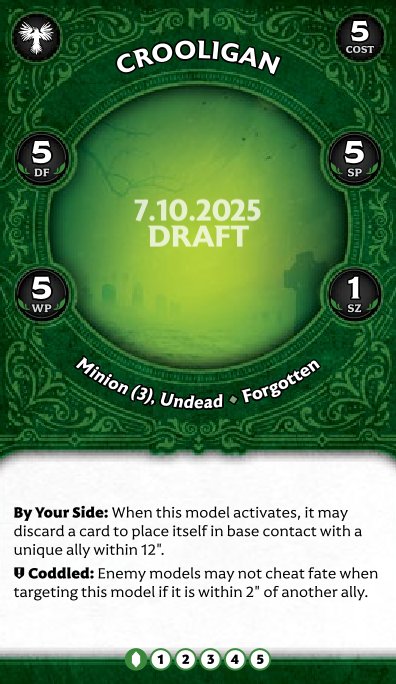 CROOLIGAN
5
COST
5
DF
5
SP
7.10.2025
DRAFT
5
WP
1
SZ
Minion (3), Undead ◆ Forgotten
By Your Side: When this model activates, it may
discard a card to place itself in base contact with a
unique ally within 12".
Coddled: Enemy models may not cheat fate when
targeting this model if it is within 2" of another ally.
1 2 3 4 5